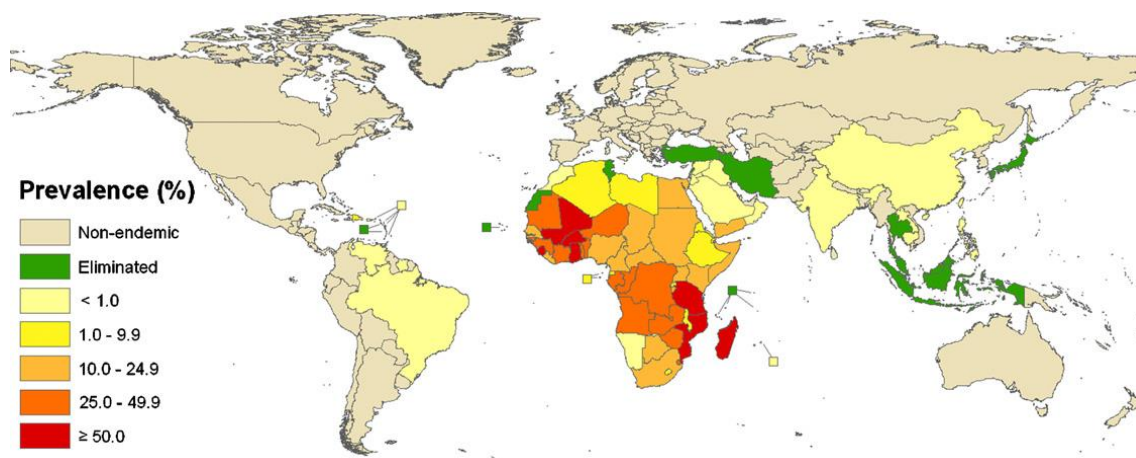 Prevalence (%)
Non-endemic
Eliminated
< 1.0
1.0 - 9.9
10.0 - 24.9
25.0 - 49.9
≥ 50.0